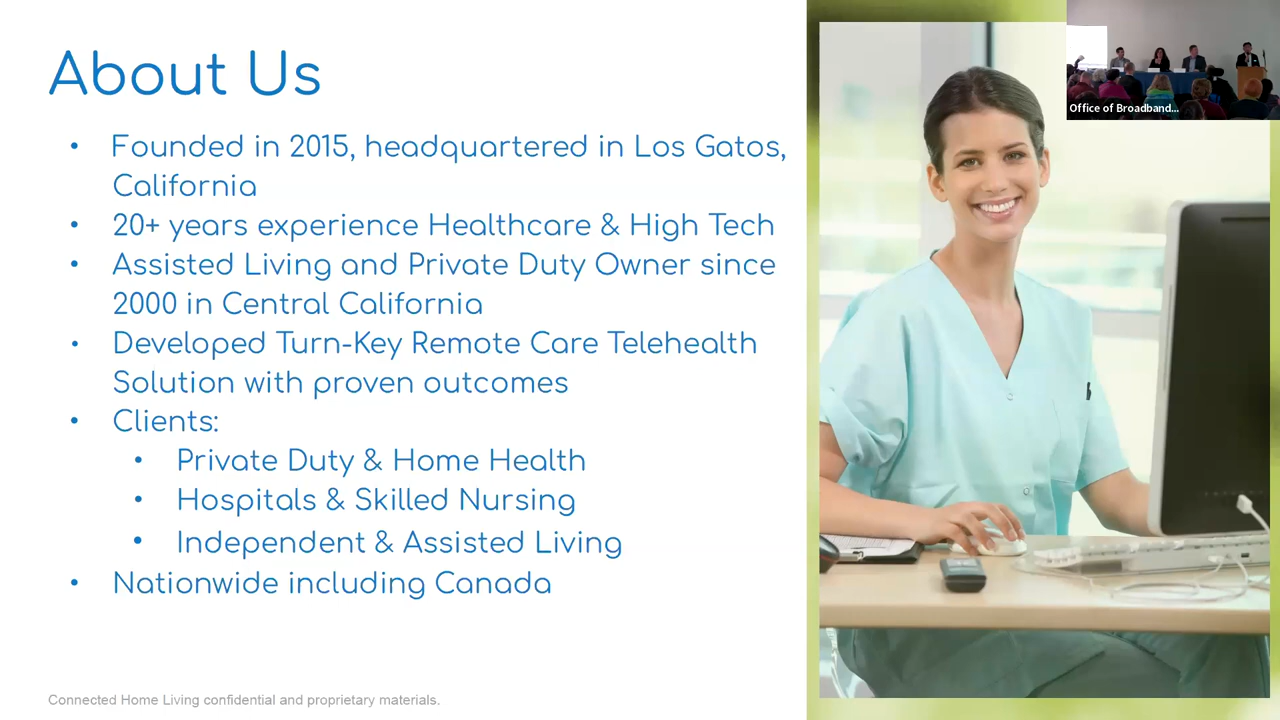 About Us
• Founded in 2015, headquartered in Los Gatos,
California
• 20+ years experience Healthcare & High Tech
• Assisted Living and Private Duty Owner since
2000 in Central California
• Developed Turn-Key Remote Care Telehealth
Solution with proven outcomes
• Clients:
• Private Duty & Home Health
• Hospitals & Skilled Nursing
• Independent & Assisted Living
• Nationwide including Canada
Connected Home Living confidential and proprietary materials.
Office of Broadband...